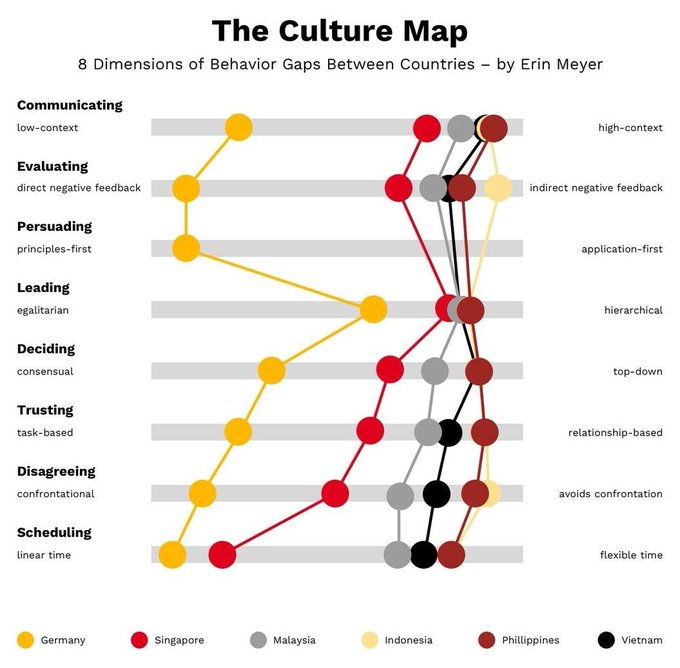 The Culture Map
8 Dimensions of Behavior Gaps Between Countries – by Erin Meyer
Communicating
low-context
high-context
Evaluating
direct negative feedback
indirect negative feedback
Persuading
principles-first
application-first
Leading
egalitarian
hierarchical
Deciding
consensual
top-down
Trusting
task-based
relationship-based
Disagreeing
confrontational
avoids confrontation
Scheduling
linear time
flexible time
Germany
Singapore
Malaysia
Indonesia
Phillippines
Vietnam